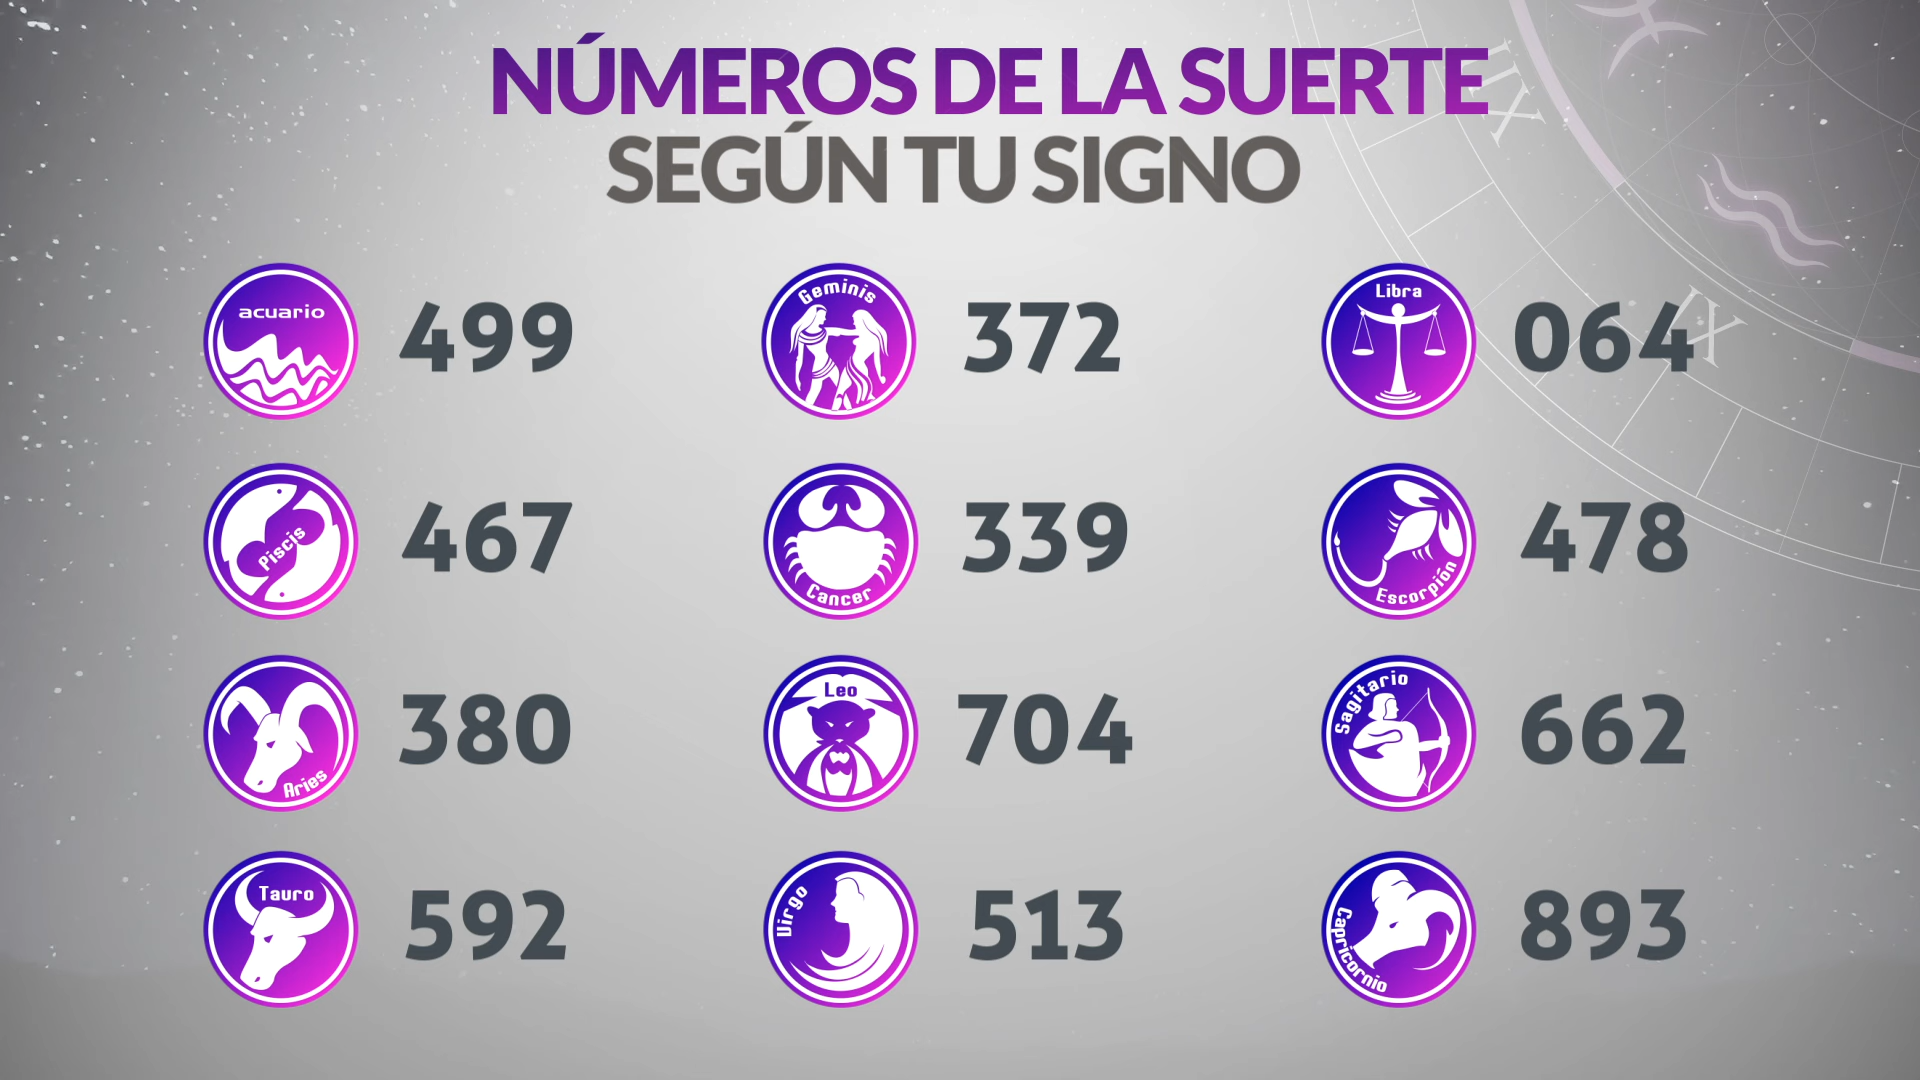 NÚMEROS DE LA SUERTE
SEGÚN TU SIGNO
acuario 499
Geminis 372
Libra 064
Piscis 467
Cancer 339
Escorpión 478
Aries 380
Leo 704
Sagitario 662
Tauro 592
Virgo 513
Capricornio 893